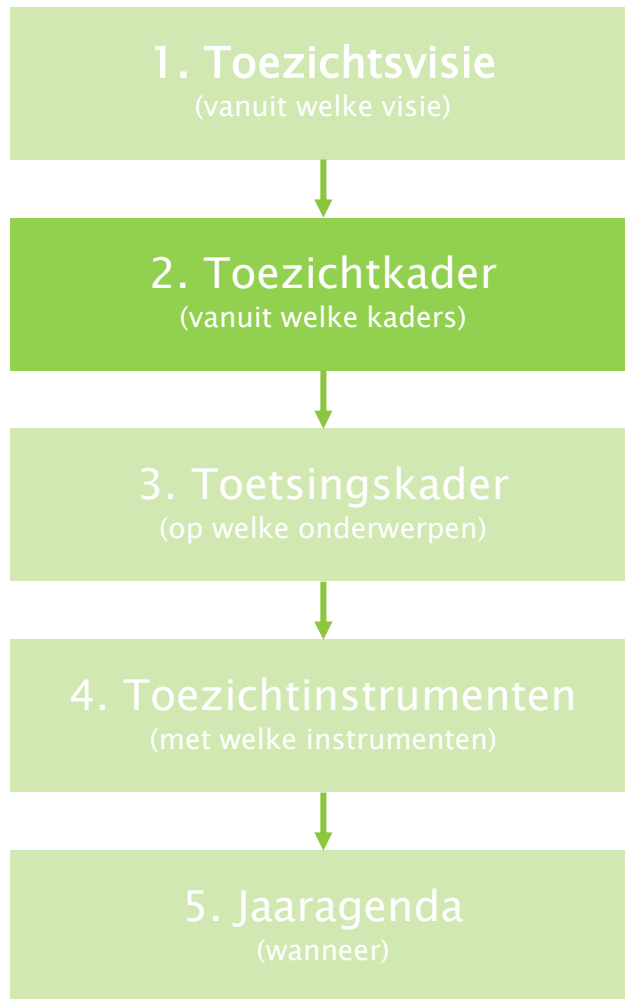 1. Toezichtsvisie
(vanuit welke visie)
2. Toezichtkader
(vanuit welke kaders)
3. Toetsingskader
(op welke onderwerpen)
4. Toezichtinstrumenten
(met welke instrumenten)
5. Jaaragenda
(wanneer)